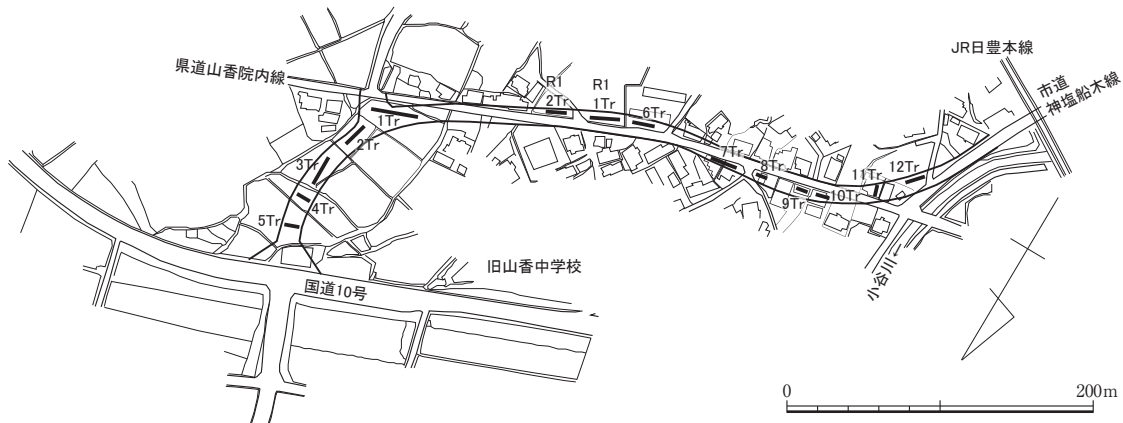 JR日豊本線
県道山香院内線
市道
神塩船木線
R1
2Tr
R1
1Tr
6Tr
1Tr
2Tr
3Tr
4Tr
5Tr
7Tr
8Tr
9Tr
10Tr
11Tr
12Tr
小谷川←
旧山香中学校
国道10号
0
200m